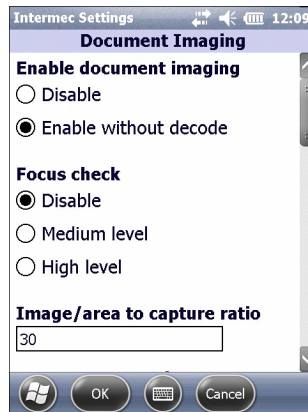 Intermec Settings 12:09
Document Imaging
Enable document imaging
Disable
Enable without decode
Focus check
Disable
Medium level
High level
Image/area to capture ratio
30
OK Cancel